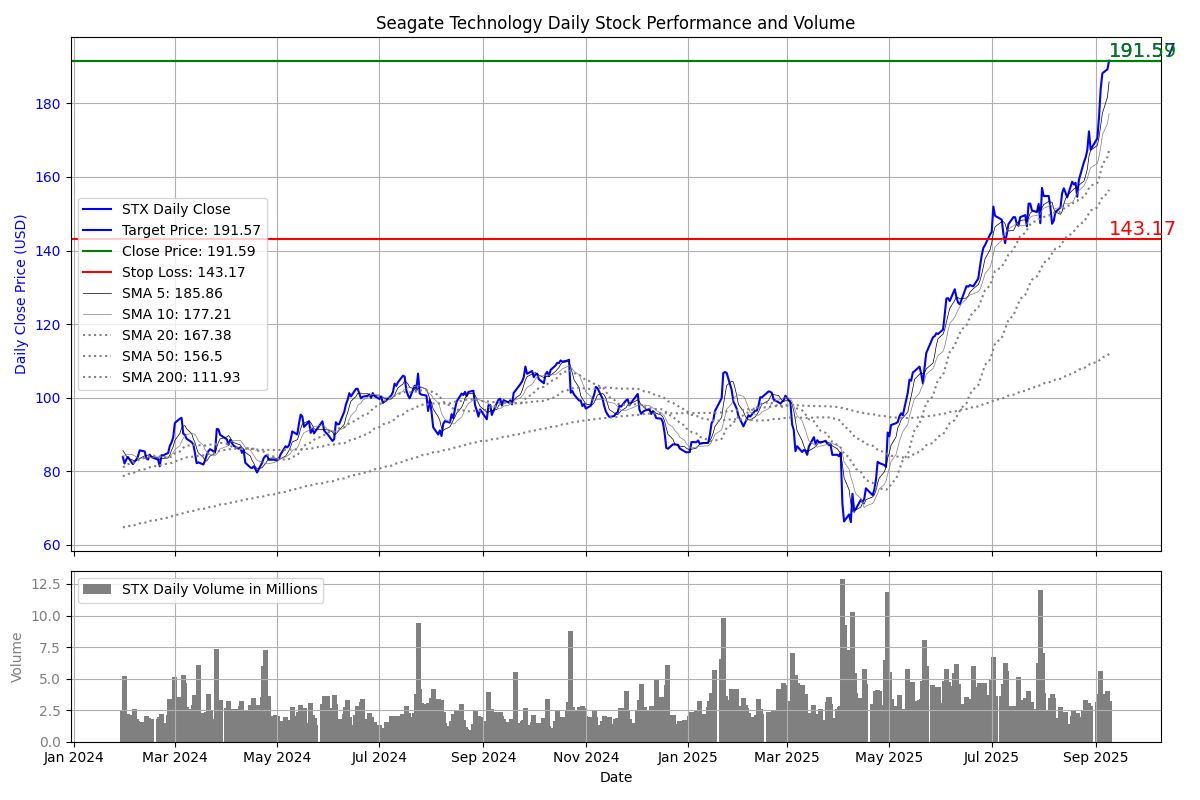 Seagate Technology Daily Stock Performance and Volume
191.57
191.59
143.17
Daily Close Price (USD)
180
160
140
120
100
80
60
STX Daily Close
Target Price: 191.57
Close Price: 191.59
Stop Loss: 143.17
SMA 5: 185.86
SMA 10: 177.21
SMA 20: 167.38
SMA 50: 156.5
SMA 200: 111.93
Volume
12.5
10.0
7.5
5.0
2.5
0.0
STX Daily Volume in Millions
Jan 2024 Mar 2024 May 2024 Jul 2024 Sep 2024 Nov 2024 Jan 2025 Mar 2025 May 2025 Jul 2025 Sep 2025
Date